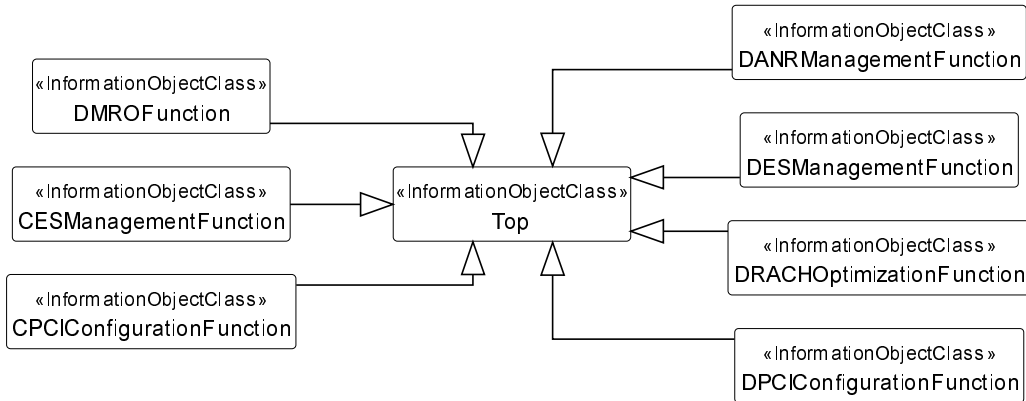 «InformationObjectClass»
DANRManagementFunction
«InformationObjectClass»
DMROFunction
«InformationObjectClass»
DESManagementFunction
«InformationObjectClass»
CESManagementFunction
«InformationObjectClass»
Top
«InformationObjectClass»
DRACHOptimizationFunction
«InformationObjectClass»
CPCIConfigurationFunction
«InformationObjectClass»
DPCIConfigurationFunction